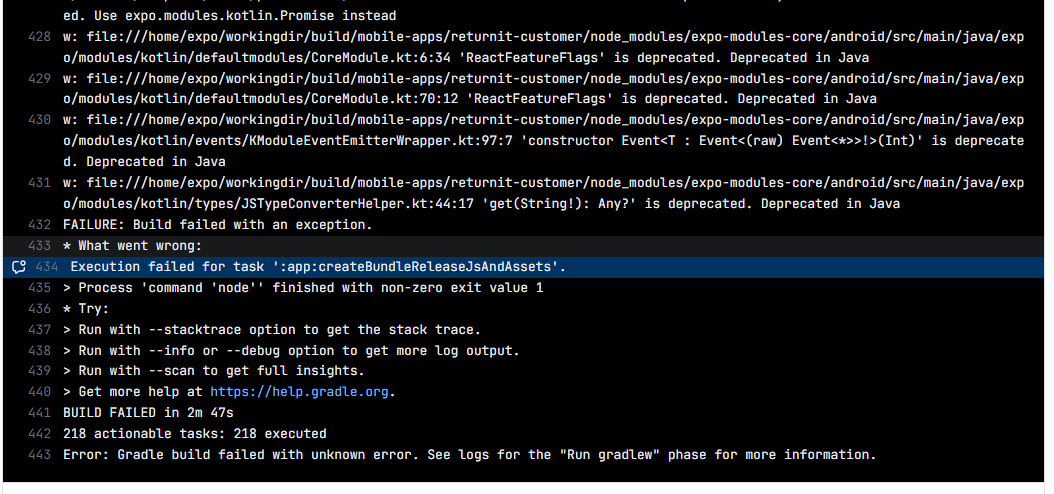 ed. Use expo.modules.kotlin.Promise instead
428 w: file:///home/expo/workingdir/build/mobile-apps/returnit-customer/node_modules/expo-modules-core/android/src/main/java/exp
o/modules/kotlin/defaultmodules/CoreModule.kt:6:34 'ReactFeatureFlags' is deprecated. Deprecated in Java
429 w: file:///home/expo/workingdir/build/mobile-apps/returnit-customer/node_modules/expo-modules-core/android/src/main/java/exp
o/modules/kotlin/defaultmodules/CoreModule.kt:70:12 'ReactFeatureFlags' is deprecated. Deprecated in Java
430 w: file:///home/expo/workingdir/build/mobile-apps/returnit-customer/node_modules/expo-modules-core/android/src/main/java/exp
o/modules/kotlin/events/KModuleEventEmitterWrapper.kt:97:7 'constructor Event<T : Event<(raw) Event<*>>!>(Int)' is deprecate
d. Deprecated in Java
431 w: file:///home/expo/workingdir/build/mobile-apps/returnit-customer/node_modules/expo-modules-core/android/src/main/java/exp
o/modules/kotlin/types/JSTypeConverterHelper.kt:44:17 'get(String!): Any?' is deprecated. Deprecated in Java
432 FAILURE: Build failed with an exception.
433 * What went wrong:
434 Execution failed for task ':app:createBundleReleaseJsAndAssets'.
435 > Process 'command 'node'' finished with non-zero exit value 1
436 * Try:
437 > Run with --stacktrace option to get the stack trace.
438 > Run with --info or --debug option to get more log output.
439 > Run with --scan to get full insights.
440 > Get more help at https://help.gradle.org.
441 BUILD FAILED in 2m 47s
442 218 actionable tasks: 218 executed
443 Error: Gradle build failed with unknown error. See logs for the "Run gradlew" phase for more information.